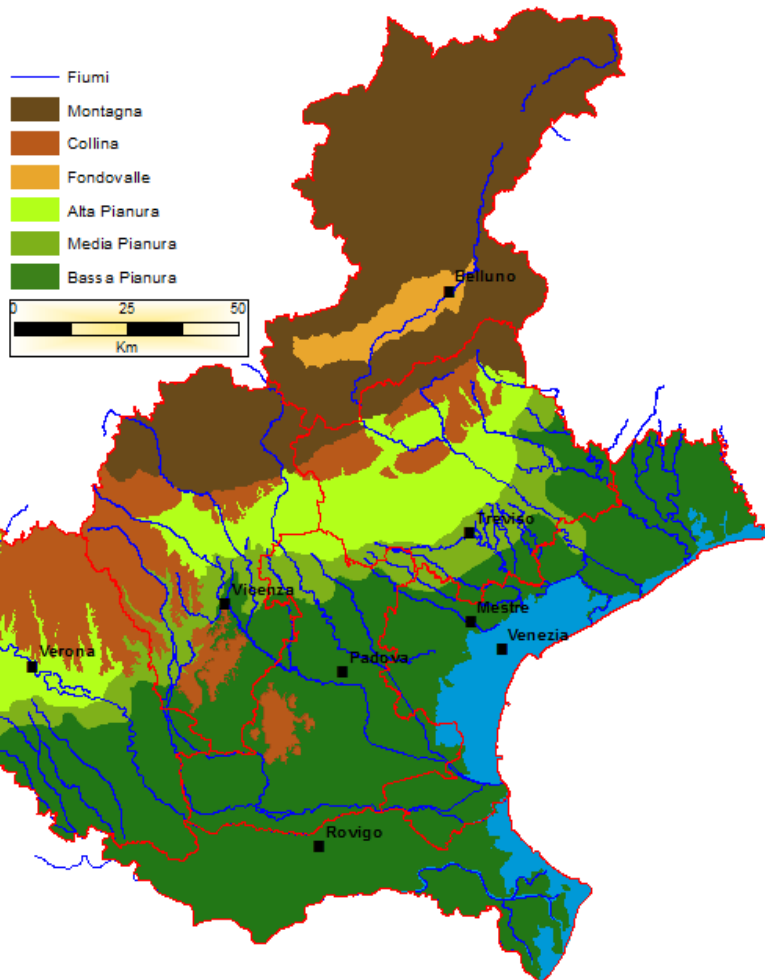 Fiumi
Montagna
Collina
Fondovalle
Alta Pianura
Media Pianura
Bassa Pianura
0 25 50
Km
Belluno
Treviso
Vicenza
Mestre
Venezia
Verona
Padova
Rovigo